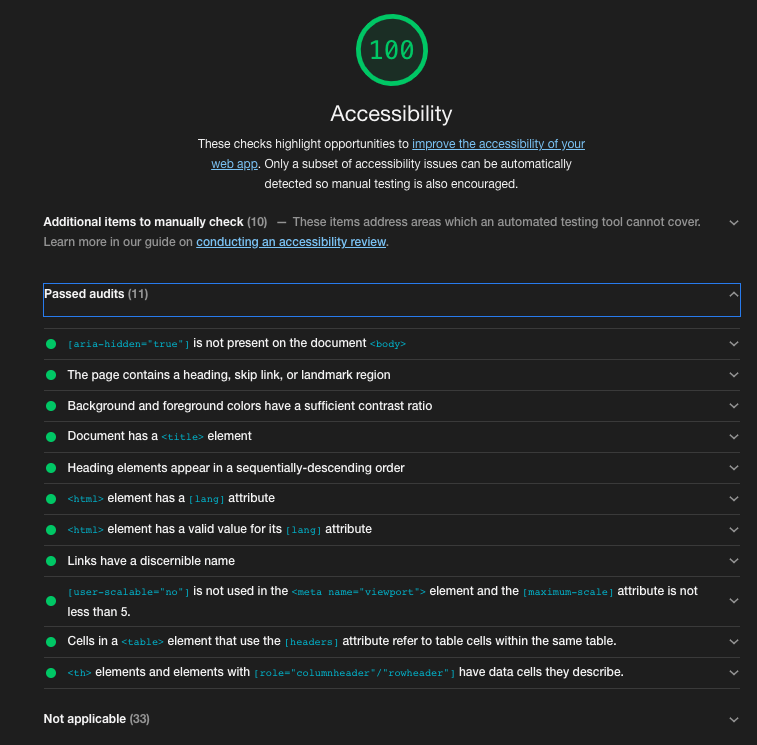 100
Accessibility
These checks highlight opportunities to improve the accessibility of your
web app. Only a subset of accessibility issues can be automatically
detected so manual testing is also encouraged.
Additional items to manually check (10) — These items address areas which an automated testing tool cannot cover.
Learn more in our guide on conducting an accessibility review.
Passed audits (11)
[aria-hidden="true"] is not present on the document <body>
The page contains a heading, skip link, or landmark region
Background and foreground colors have a sufficient contrast ratio
Document has a <title> element
Heading elements appear in a sequentially-descending order
<html> element has a [lang] attribute
<html> element has a valid value for its [lang] attribute
Links have a discernible name
[user-scalable="no"] is not used in the <meta name="viewport"> element and the [maximum-scale] attribute is not
less than 5.
Cells in a <table> element that use the [headers] attribute refer to table cells within the same table.
<th> elements and elements with [role="columnheader"/"rowheader"] have data cells they describe.
Not applicable (33)